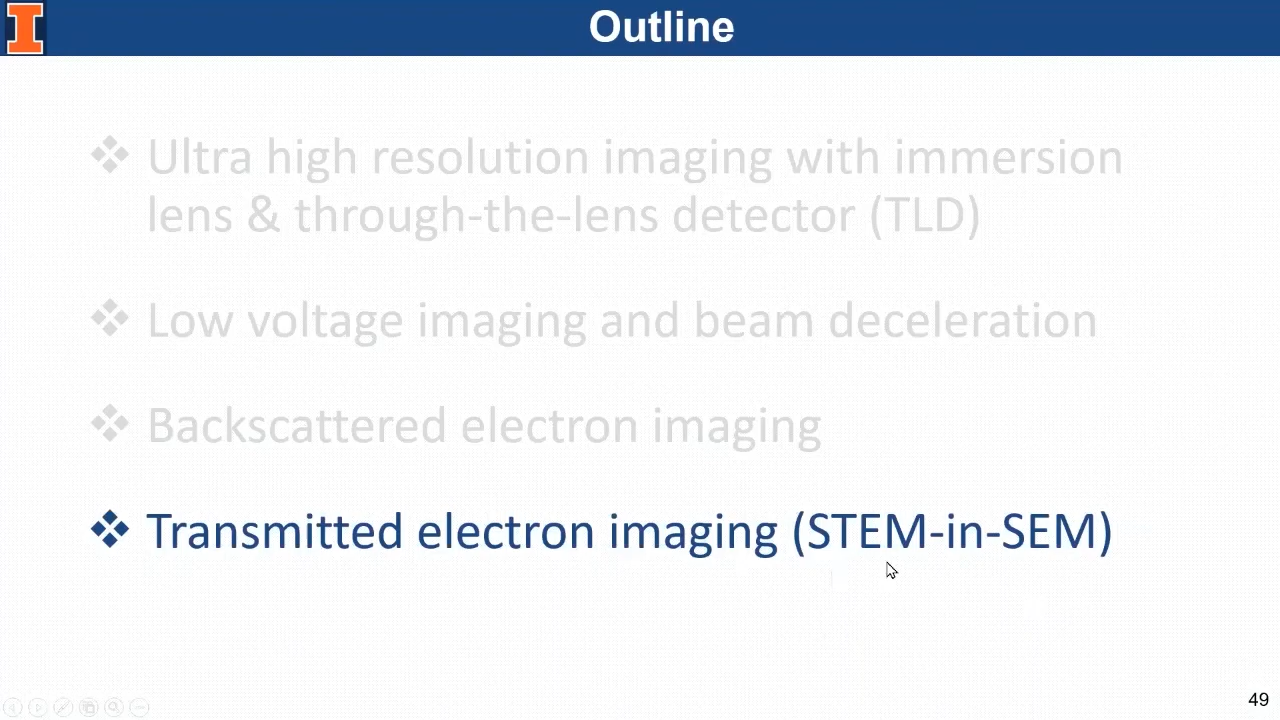 Outline
Ultra high resolution imaging with immersion
lens & through-the-lens detector (TLD)
Low voltage imaging and beam deceleration
Backscattered electron imaging
Transmitted electron imaging (STEM-in-SEM)
49